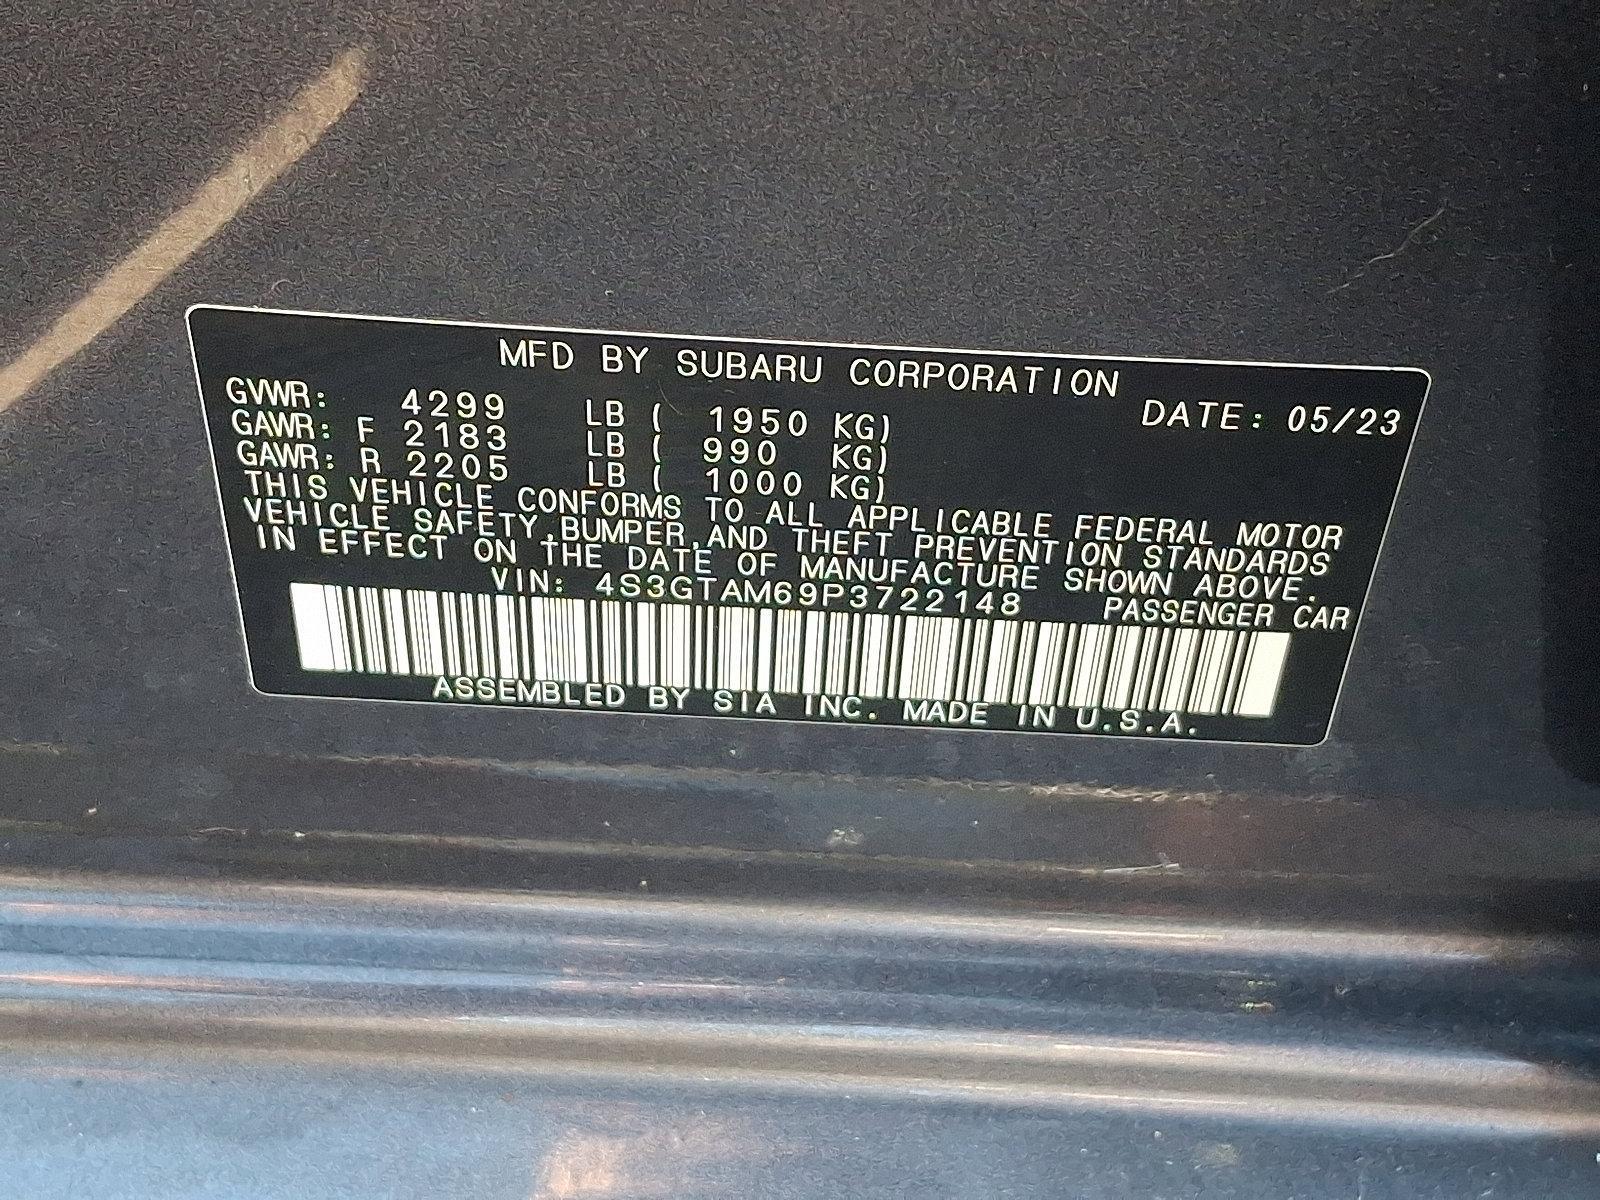 MFD BY SUBARU CORPORATION
GVWR: 4299 LB ( 1950 KG) DATE: 05/23
GAWR: F 2183 LB ( 990 KG)
GAWR: R 2205 LB ( 1000 KG)
THIS VEHICLE CONFORMS TO ALL APPLICABLE FEDERAL MOTOR
VEHICLE SAFETY,BUMPER,AND THEFT PREVENTION STANDARDS
IN EFFECT ON THE DATE OF MANUFACTURE SHOWN ABOVE.
VIN: 4S3GTAM69P3722148 PASSENGER CAR
ASSEMBLED BY SIA INC. MADE IN U.S.A.